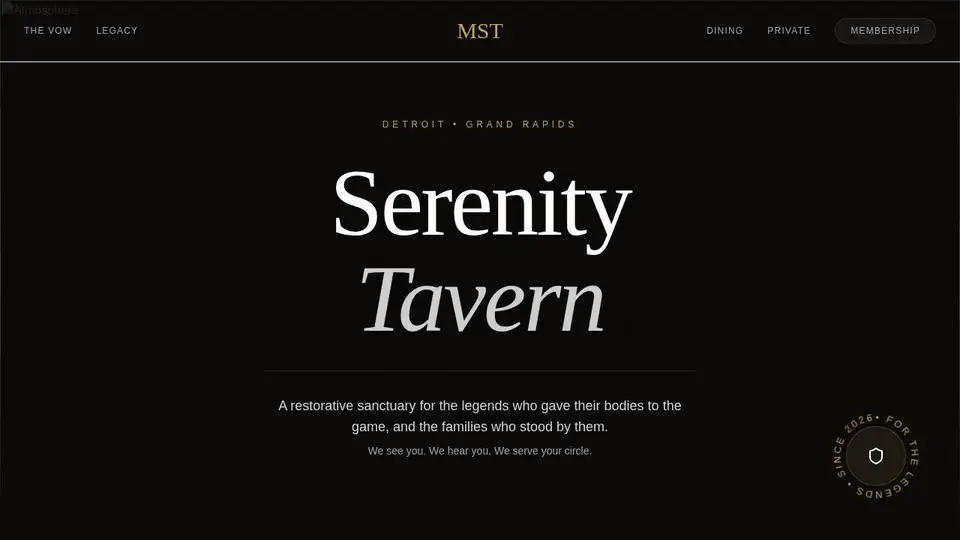 Atmosphere
THE VOW
LEGACY
MST
DINING
PRIVATE
MEMBERSHIP
DETROIT • GRAND RAPIDS
Serenity
Tavern
A restorative sanctuary for the legends who gave their bodies to the
game, and the families who stood by them.
We see you. We hear you. We serve your circle.
SINCE 2026 • FOR THE LEGENDS •